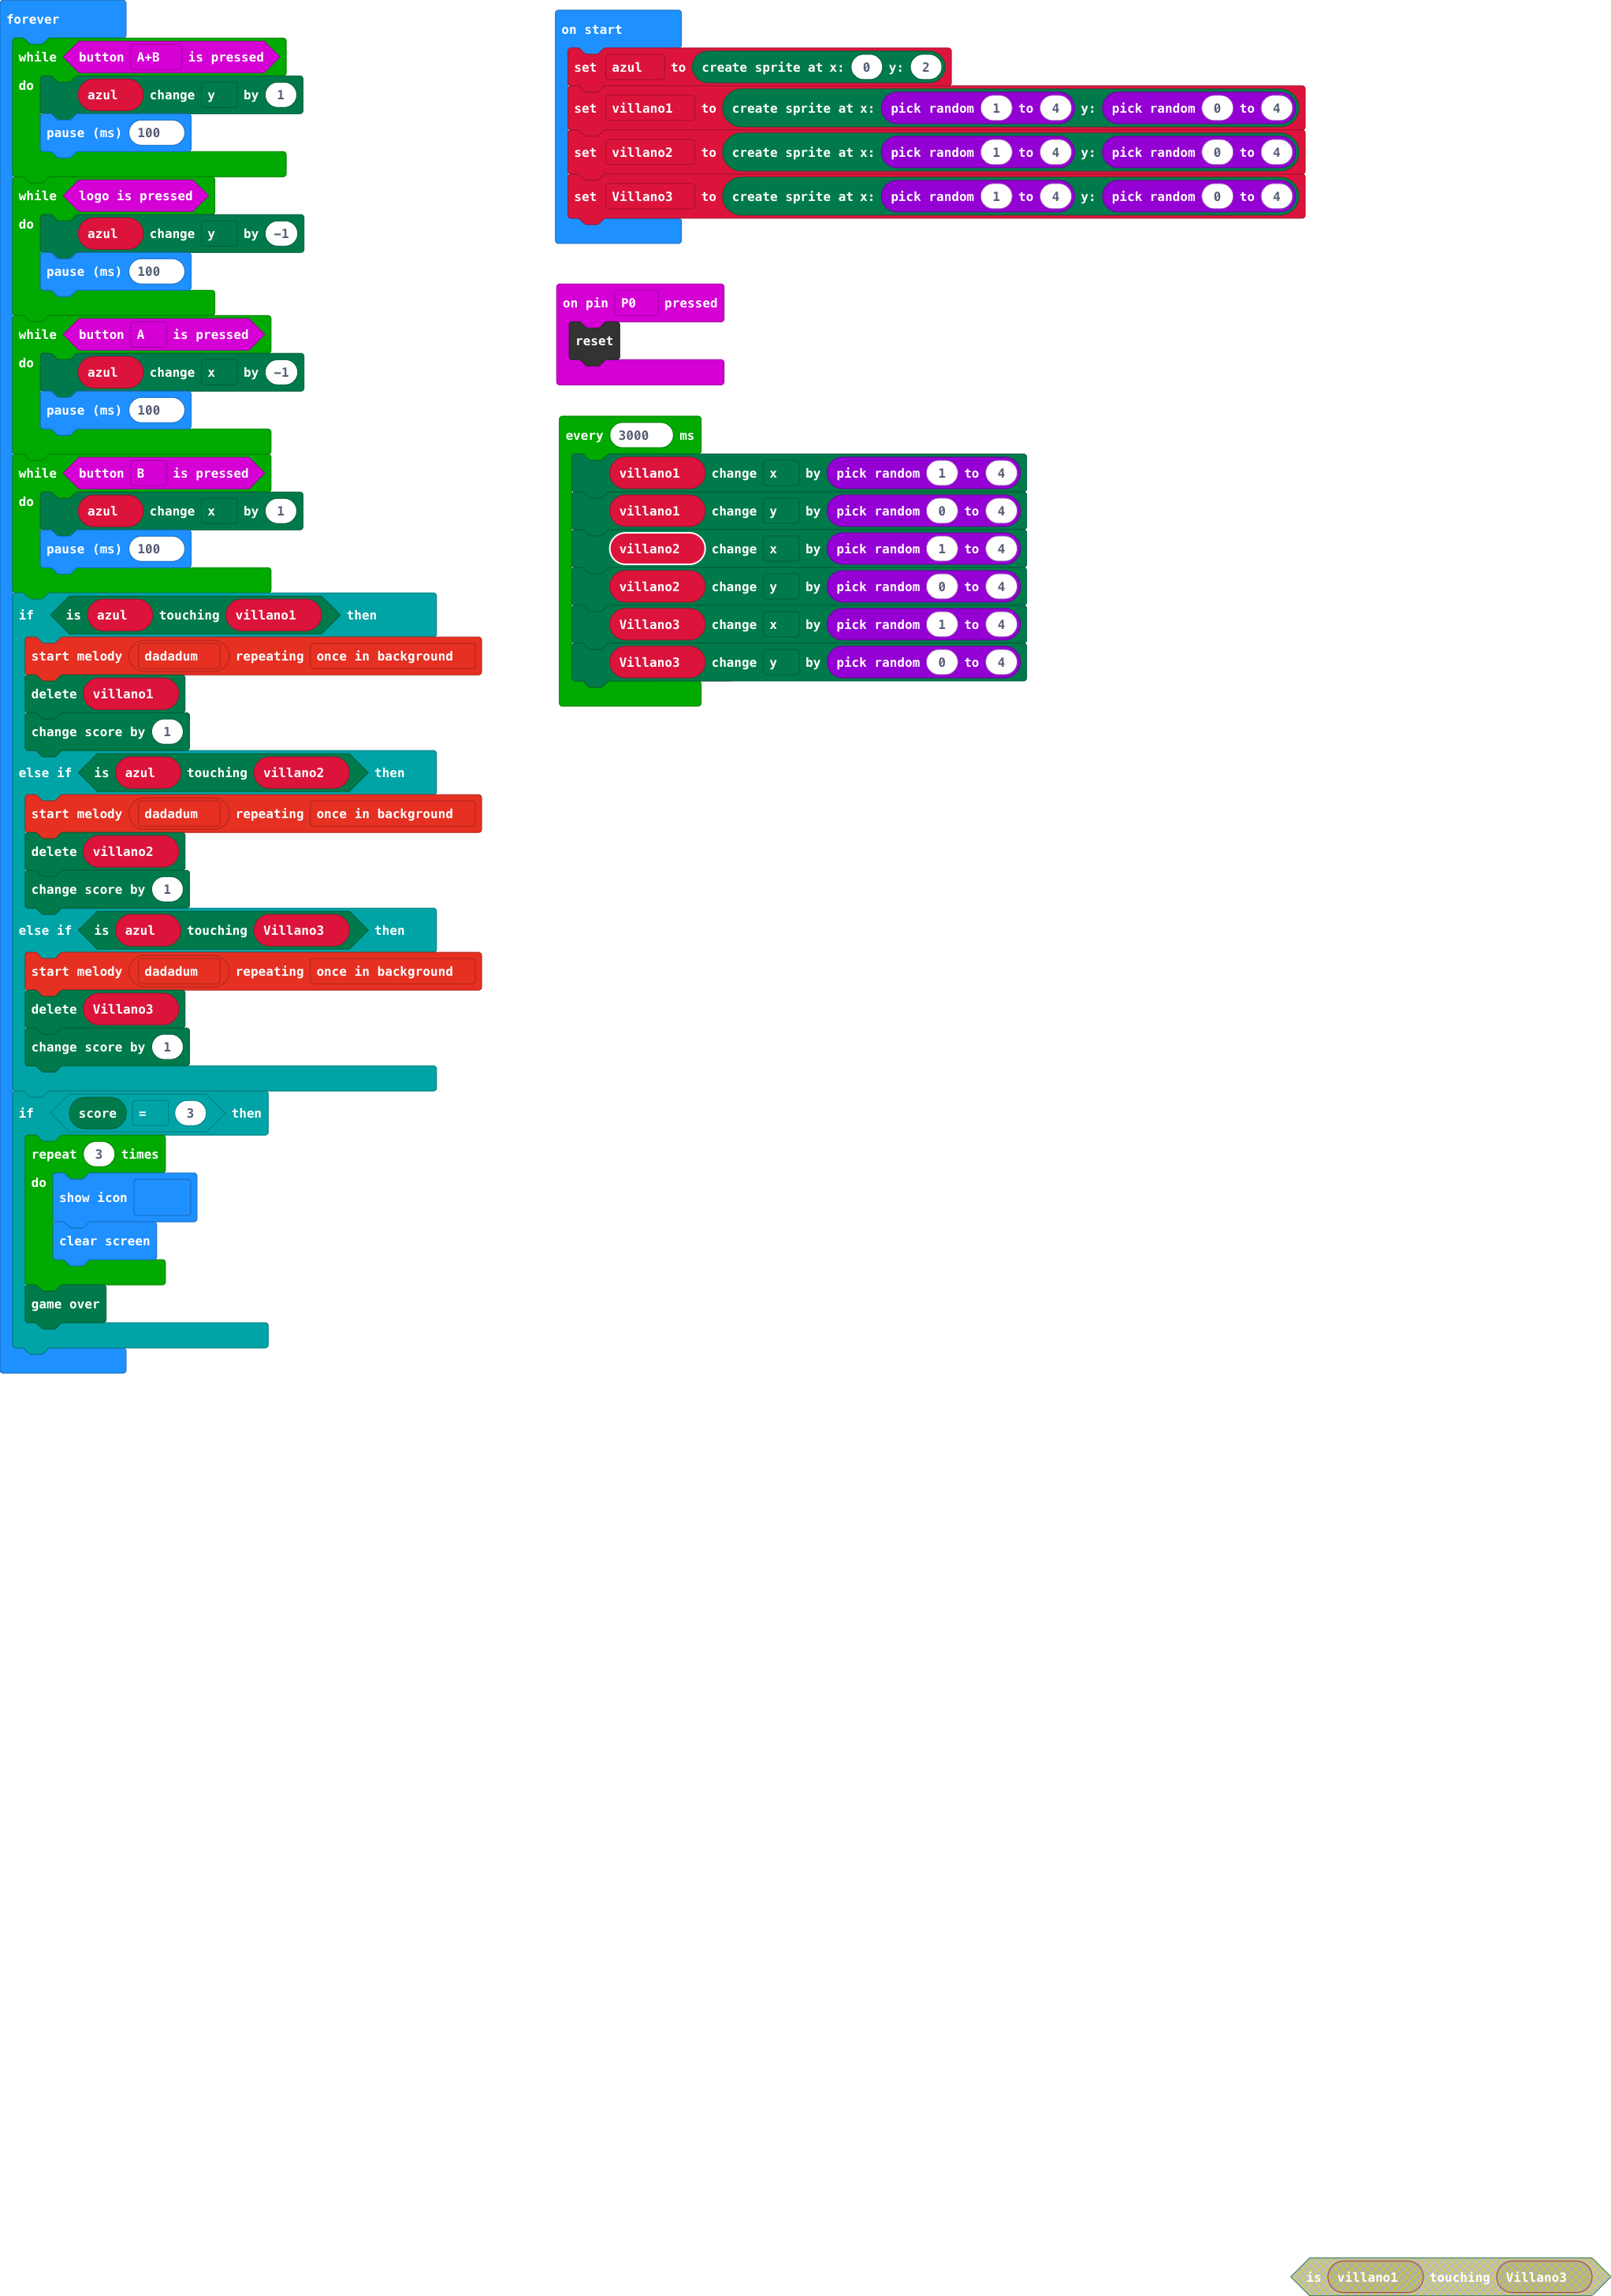 forever
while button A+B is pressed
do azul change y by 1
pause (ms) 100
while logo is pressed
do azul change y by −1
pause (ms) 100
while button A is pressed
do azul change x by −1
pause (ms) 100
while button B is pressed
do azul change x by 1
pause (ms) 100
if is azul touching villano1 then
start melody dadadum repeating once in background
delete villano1
change score by 1
else if is azul touching villano2 then
start melody dadadum repeating once in background
delete villano2
change score by 1
else if is azul touching Villano3 then
start melody dadadum repeating once in background
delete Villano3
change score by 1
if score = 3 then
repeat 3 times
do show icon
clear screen
game over
on start
set azul to create sprite at x: 0 y: 2
set villano1 to create sprite at x: pick random 1 to 4 y: pick random 0 to 4
set villano2 to create sprite at x: pick random 1 to 4 y: pick random 0 to 4
set Villano3 to create sprite at x: pick random 1 to 4 y: pick random 0 to 4
on pin P0 pressed
reset
every 3000 ms
villano1 change x by pick random 1 to 4
villano1 change y by pick random 0 to 4
villano2 change x by pick random 1 to 4
villano2 change y by pick random 0 to 4
Villano3 change x by pick random 1 to 4
Villano3 change y by pick random 0 to 4
is villano1 touching Villano3